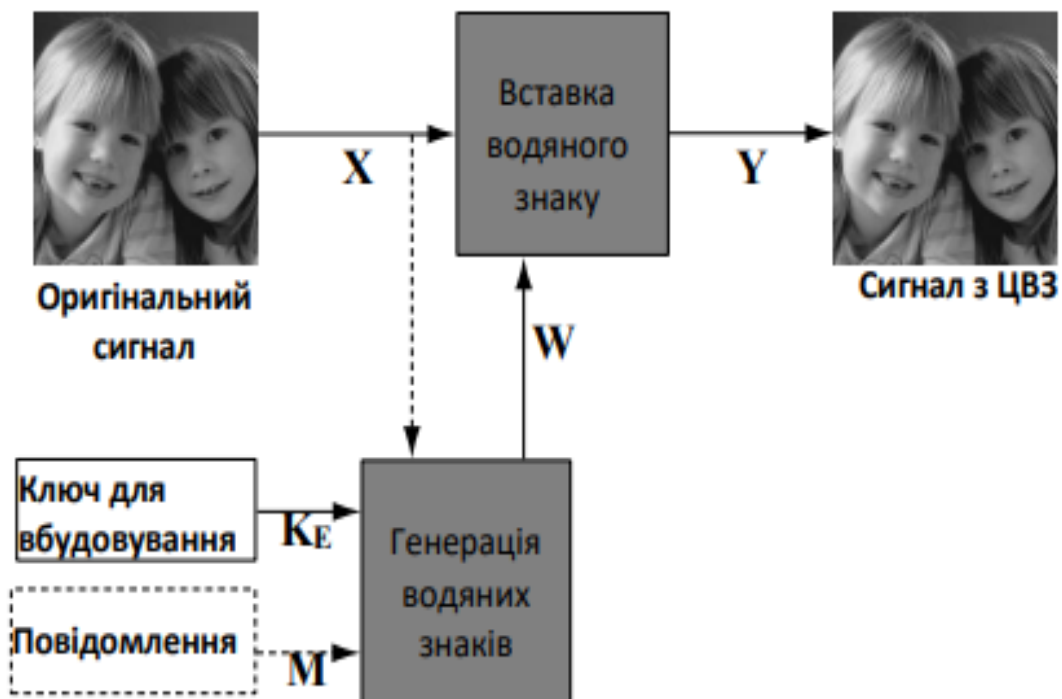 Вставка
водяного
знаку
X
Y
Оригінальний
сигнал
Сигнал з ЦВЗ
W
Ключ для
вбудовування
KE
Генерація
водяних
знаків
Повідомлення
M